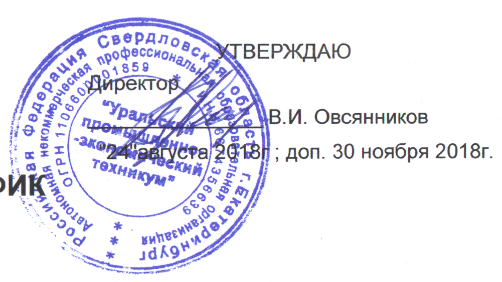 УТВЕРЖДАЮ
Директор
В.И. Овсянников
"24" августа 2018г ; доп. 30 ноября 2018г.
ФИК
Российская Федерация Свердловская область г.Екатеринбург
Автономная некоммерческая профессиональная образовательная организация
ОГРН
"Уральский
промышленно
-экономический
техникум"